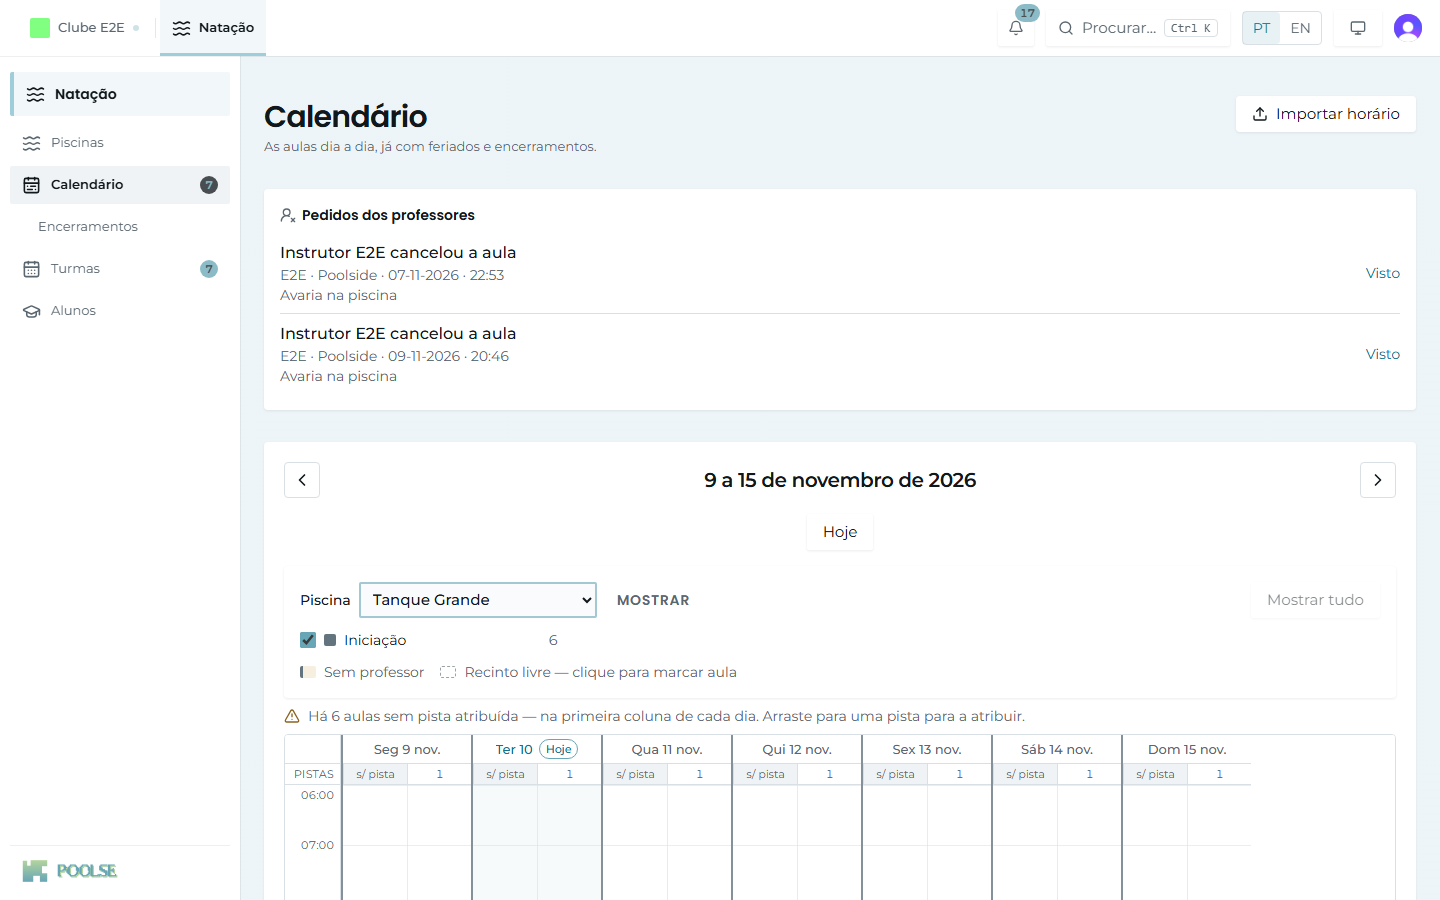 Clube E2E
Natação
17
Procurar... Ctrl K
PT EN
Natação
Piscinas
Calendário 7
Encerramentos
Turmas 7
Alunos
POOLSE
Calendário
As aulas dia a dia, já com feriados e encerramentos.
Importar horário
Pedidos dos professores
Instrutor E2E cancelou a aula
E2E · Poolside · 07-11-2026 · 22:53
Avaria na piscina
Visto
Instrutor E2E cancelou a aula
E2E · Poolside · 09-11-2026 · 20:46
Avaria na piscina
Visto
9 a 15 de novembro de 2026
Hoje
Piscina Tanque Grande MOSTRAR Mostrar tudo
Iniciação 6
Sem professor Recinto livre — clique para marcar aula
Há 6 aulas sem pista atribuída — na primeira coluna de cada dia. Arraste para uma pista para a atribuir.
Seg 9 nov. Ter 10 Hoje Qua 11 nov. Qui 12 nov. Sex 13 nov. Sáb 14 nov. Dom 15 nov.
PISTAS s/ pista 1 s/ pista 1 s/ pista 1 s/ pista 1 s/ pista 1 s/ pista 1 s/ pista 1
06:00
07:00